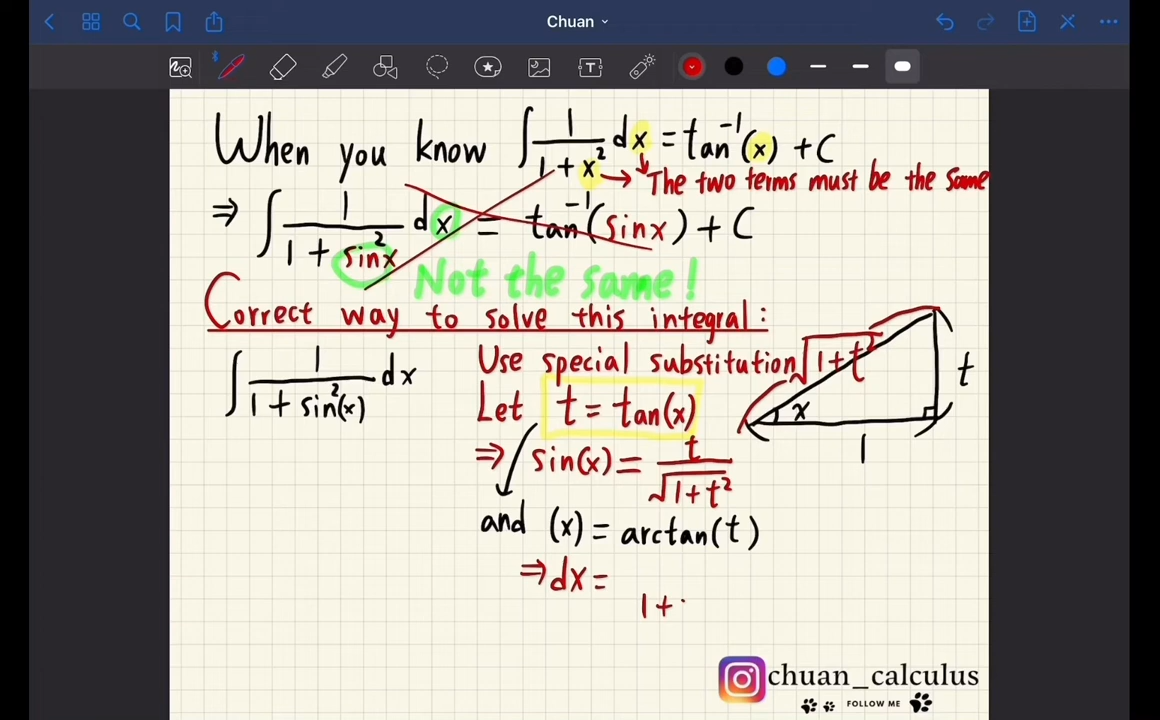 Chuan
When you know ∫ 1/(1 + x²) dx = tan⁻¹(x) + C
→ The two terms must be the same
⇒ ∫ 1/(1 + sin²x) dx = tan⁻¹(sinx) + C
Not the same!
Correct way to solve this integral:
∫ 1/(1 + sin²(x)) dx
Use special substitution
Let t = tan(x)
⇒ sin(x) = t/√(1+t²)
and (x) = arctan(t)
⇒ dx =
1 +
√(1+t²)
t
x
1
chuan_calculus
FOLLOW ME